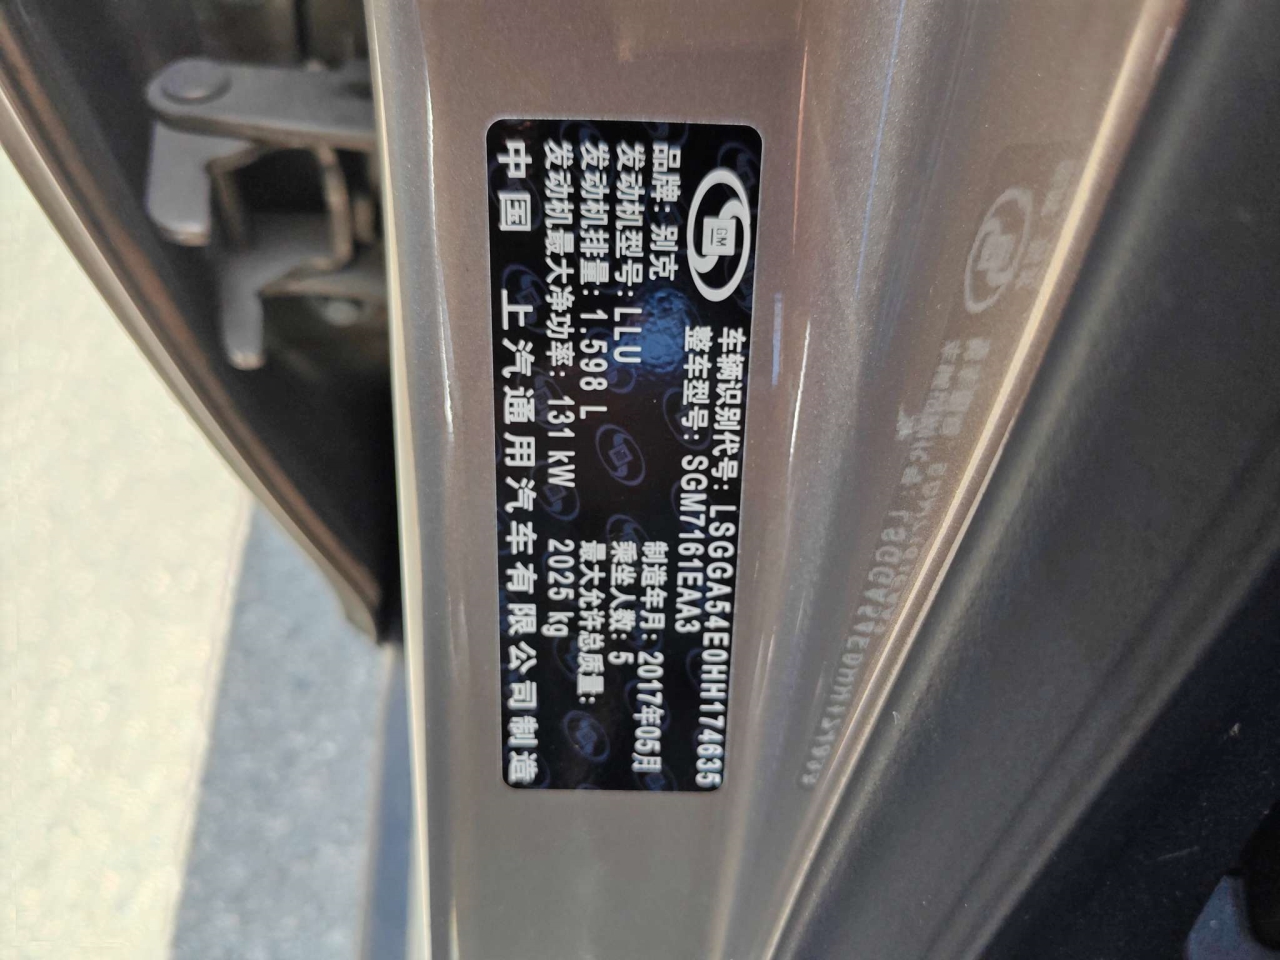 GM
车辆识别代号: LSGGA54E0HH174635
整车型号: SGM7161EAA3
品牌: 别克
制造年月: 2017年05月
发动机型号: LLU
乘坐人数: 5
发动机排量: 1.598 L
最大允许总质量:
发动机最大净功率: 131 kW
2025 kg
中国 上汽通用汽车有限公司制造